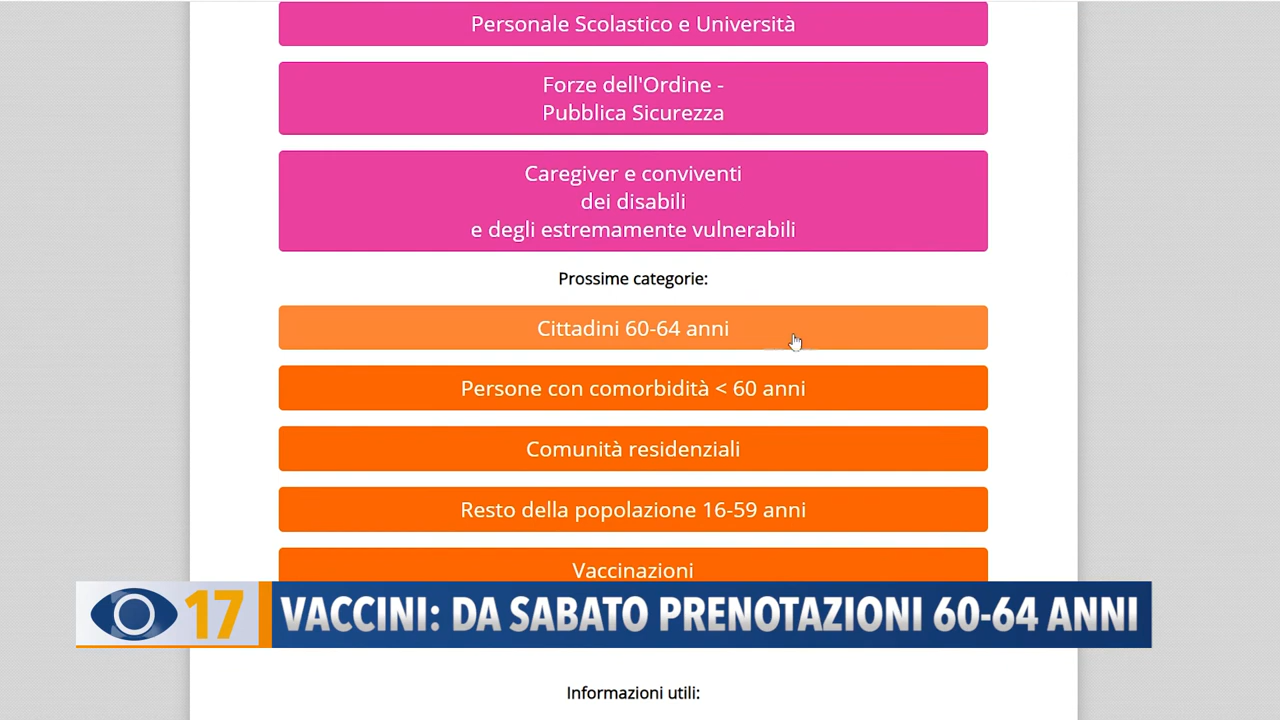 Personale Scolastico e Università
Forze dell'Ordine -
Pubblica Sicurezza
Caregiver e conviventi
dei disabili
e degli estremamente vulnerabili
Prossime categorie:
Cittadini 60-64 anni
Persone con comorbidità < 60 anni
Comunità residenziali
Resto della popolazione 16-59 anni
Vaccinazioni
17
VACCINI: DA SABATO PRENOTAZIONI 60-64 ANNI
Informazioni utili: